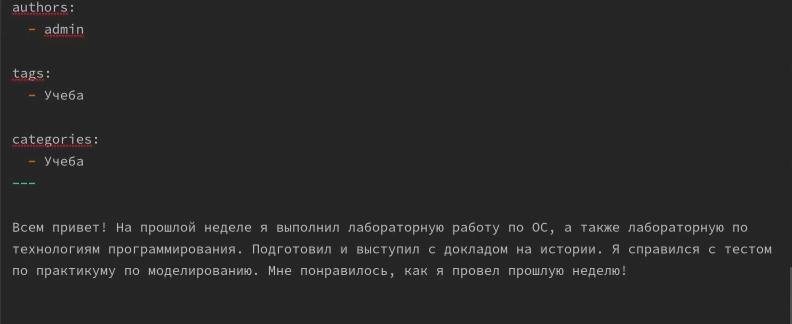 authors:
  - admin

tags:
  - Учеба

categories:
  - Учеба
---

Всем привет! На прошлой неделе я выполнил лабораторную работу по ОС, а также лабораторную по
технологиям программирования. Подготовил и выступил с докладом на истории. Я справился с тестом
по практикуму по моделированию. Мне понравилось, как я провел прошлую неделю!